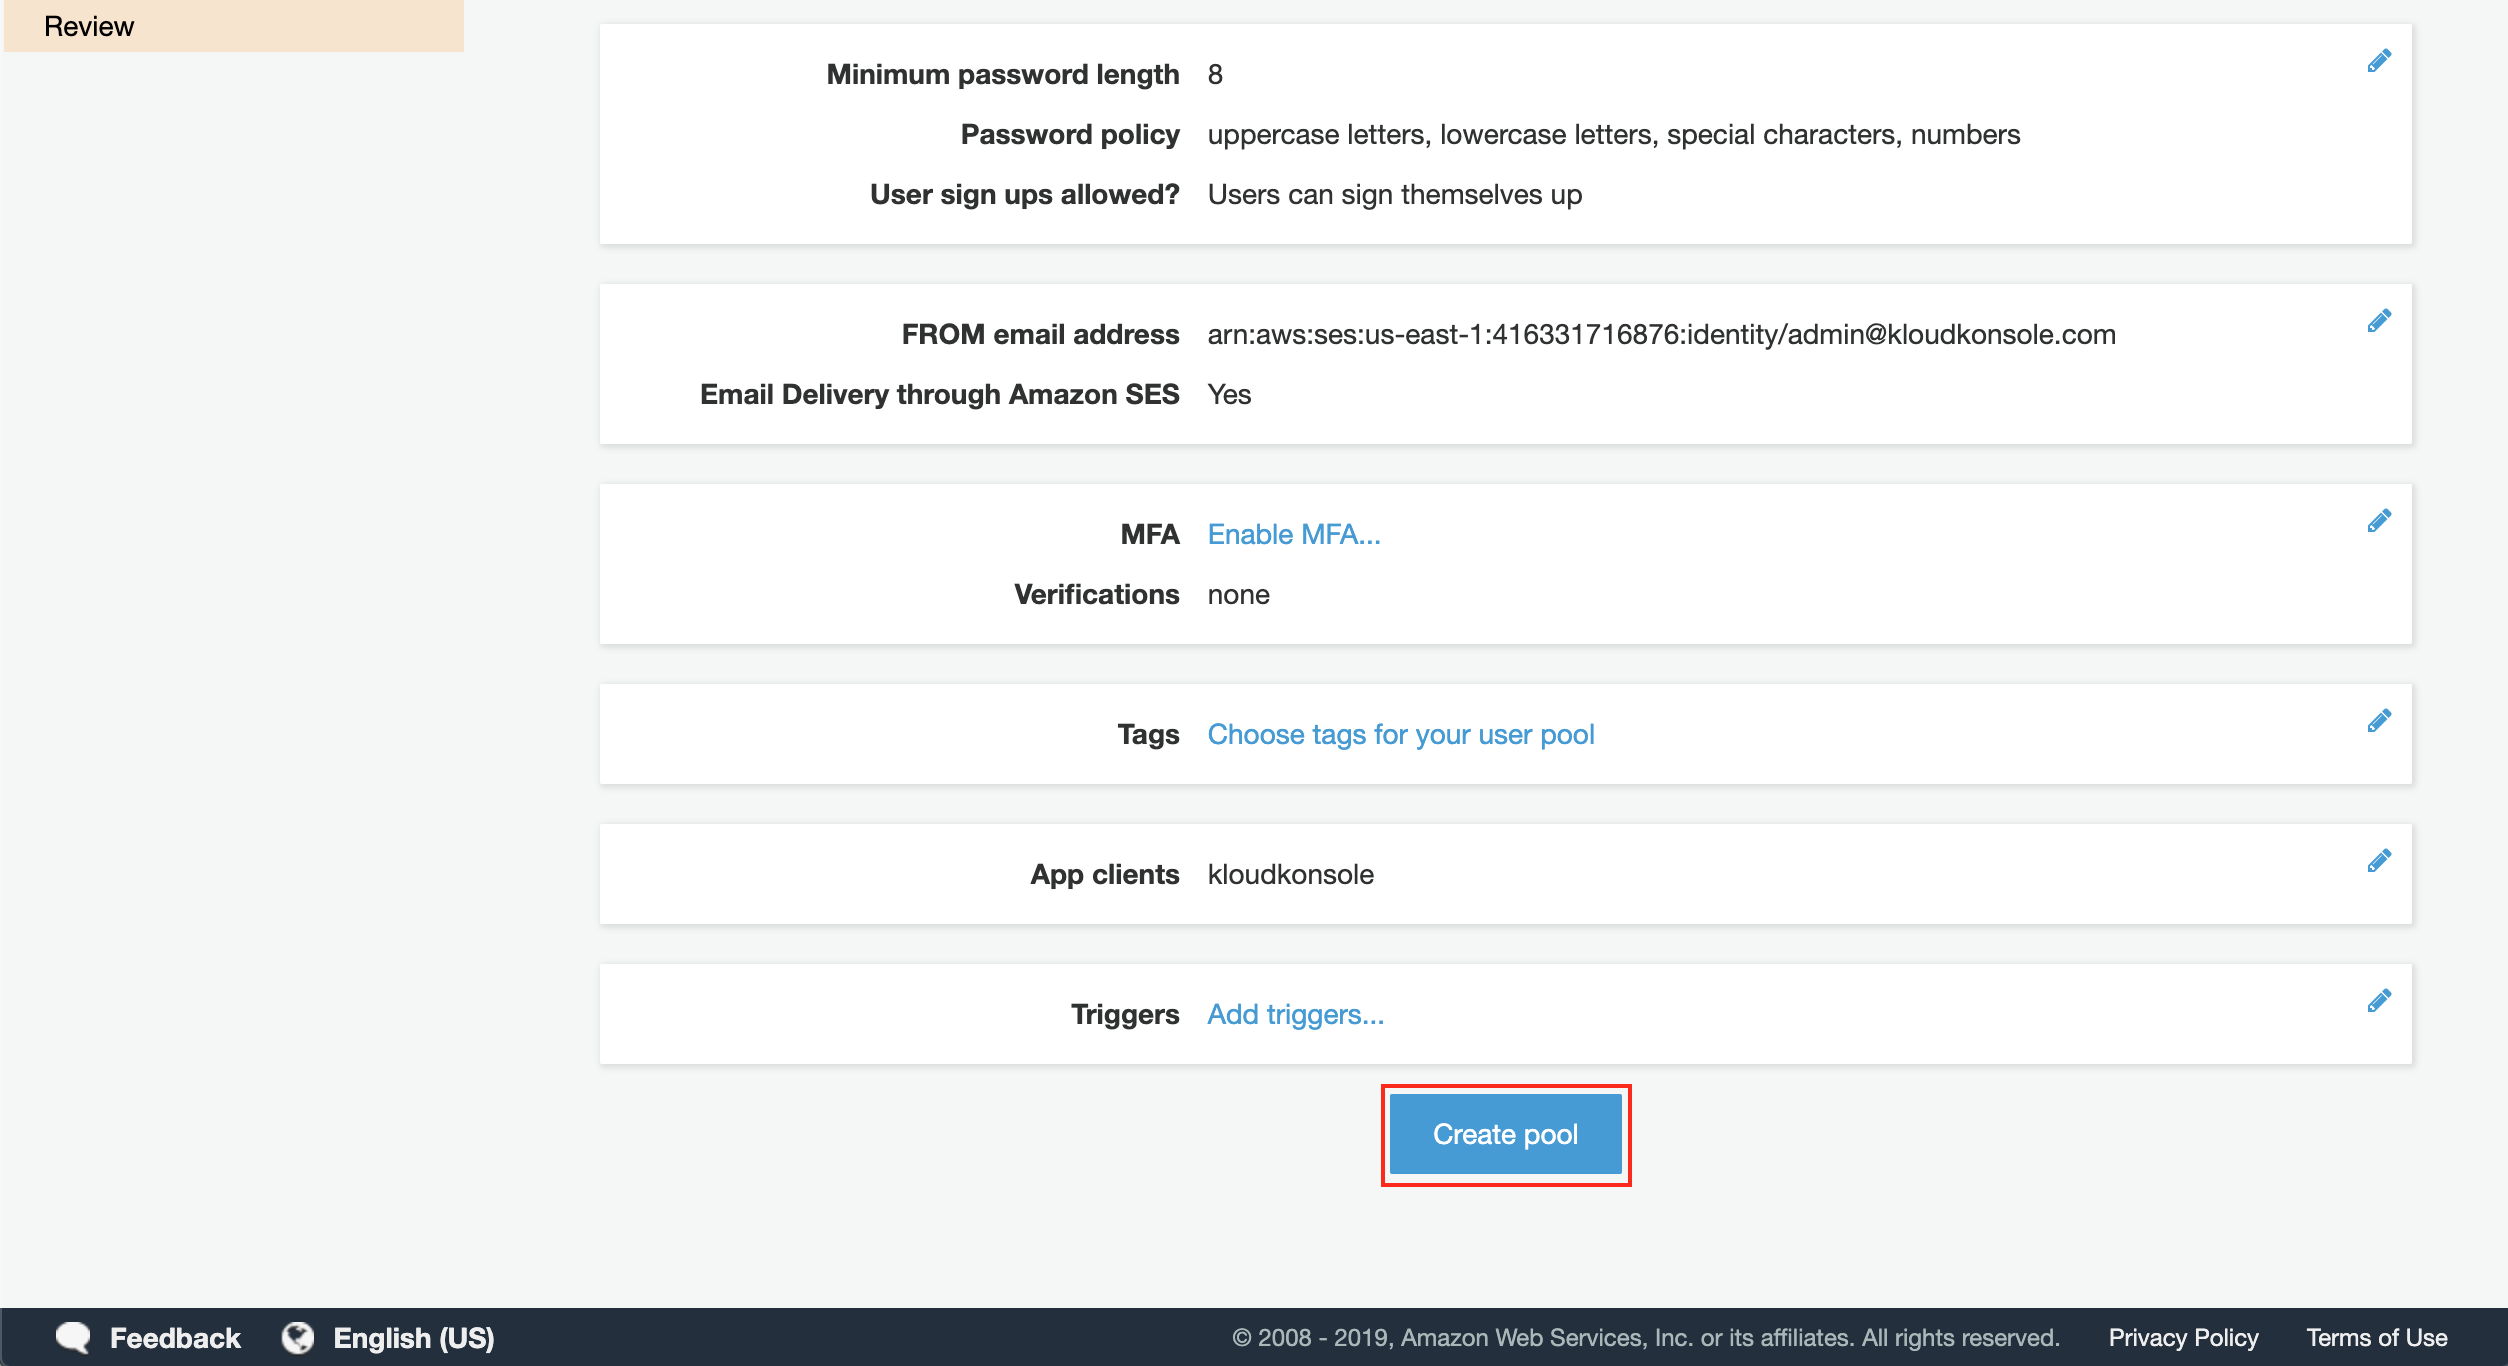 Review
Minimum password length 8
Password policy uppercase letters, lowercase letters, special characters, numbers
User sign ups allowed? Users can sign themselves up
FROM email address arn:aws:ses:us-east-1:416331716876:identity/admin@kloudkonsole.com
Email Delivery through Amazon SES Yes
MFA Enable MFA...
Verifications none
Tags Choose tags for your user pool
App clients kloudkonsole
Triggers Add triggers...
Create pool
Feedback English (US) © 2008 - 2019, Amazon Web Services, Inc. or its affiliates. All rights reserved. Privacy Policy Terms of Use